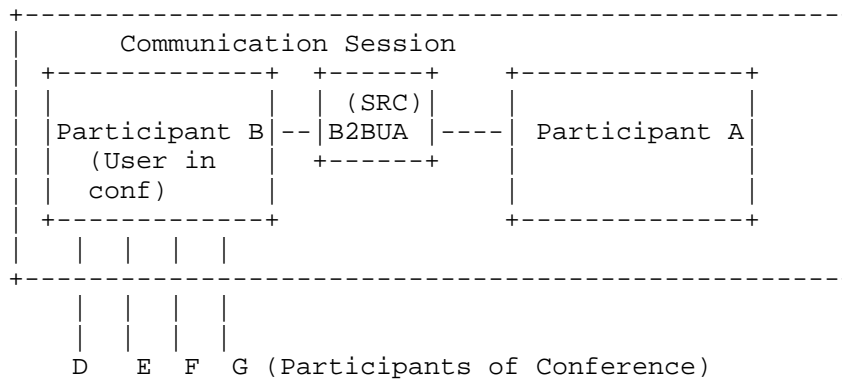 Communication Session
(SRC)
Participant B B2BUA Participant A
(User in
conf)
D E F G (Participants of Conference)